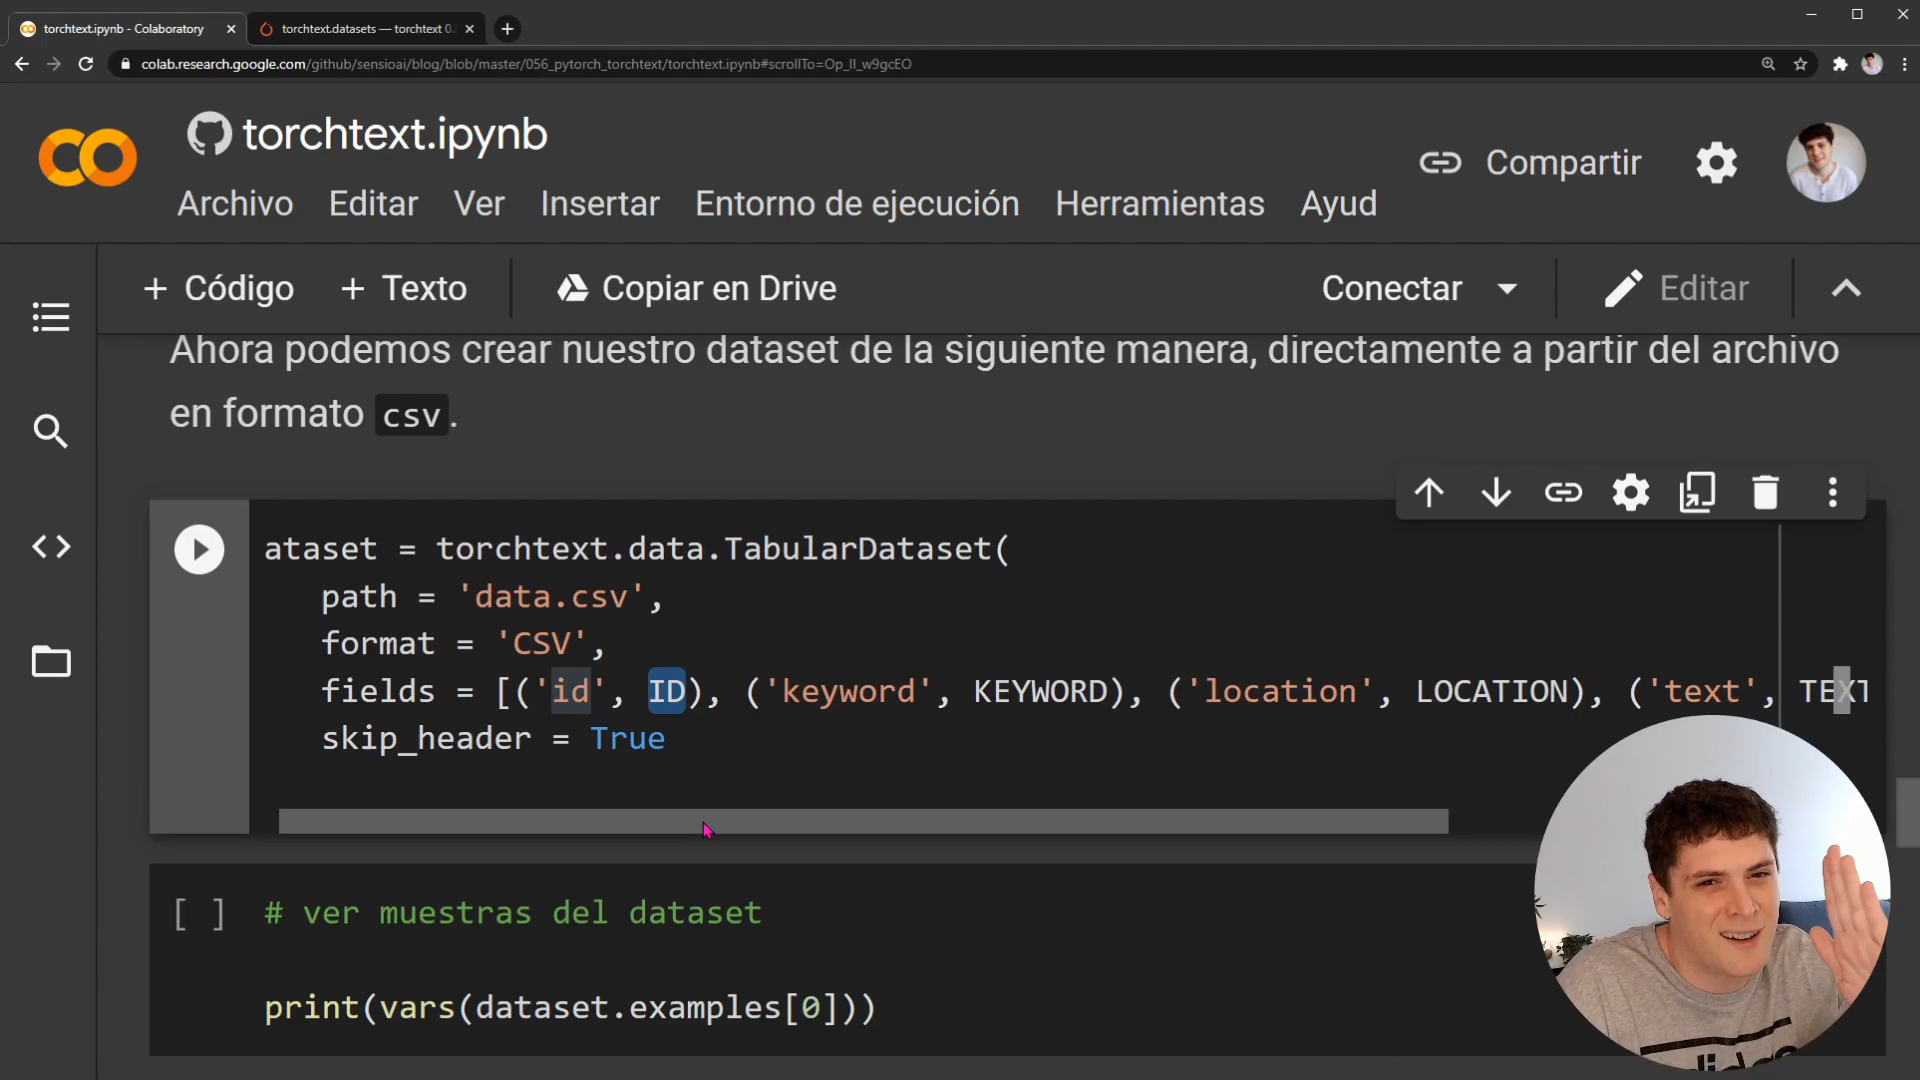 torchtext.ipynb - Colaboratory
torchtext.datasets — torchtext 0.
colab.research.google.com/github/sensioai/blog/blob/master/056_pytorch_torchtext/torchtext.ipynb#scrollTo=Op_lI_w9gcEO
torchtext.ipynb
Compartir
Archivo Editar Ver Insertar Entorno de ejecución Herramientas Ayud
+ Código + Texto Copiar en Drive Conectar Editar
Ahora podemos crear nuestro dataset de la siguiente manera, directamente a partir del archivo
en formato csv.
ataset = torchtext.data.TabularDataset(
path = 'data.csv',
format = 'CSV',
fields = [('id', ID), ('keyword', KEYWORD), ('location', LOCATION), ('text', TEXT
skip_header = True
[ ] # ver muestras del dataset
print(vars(dataset.examples[0]))